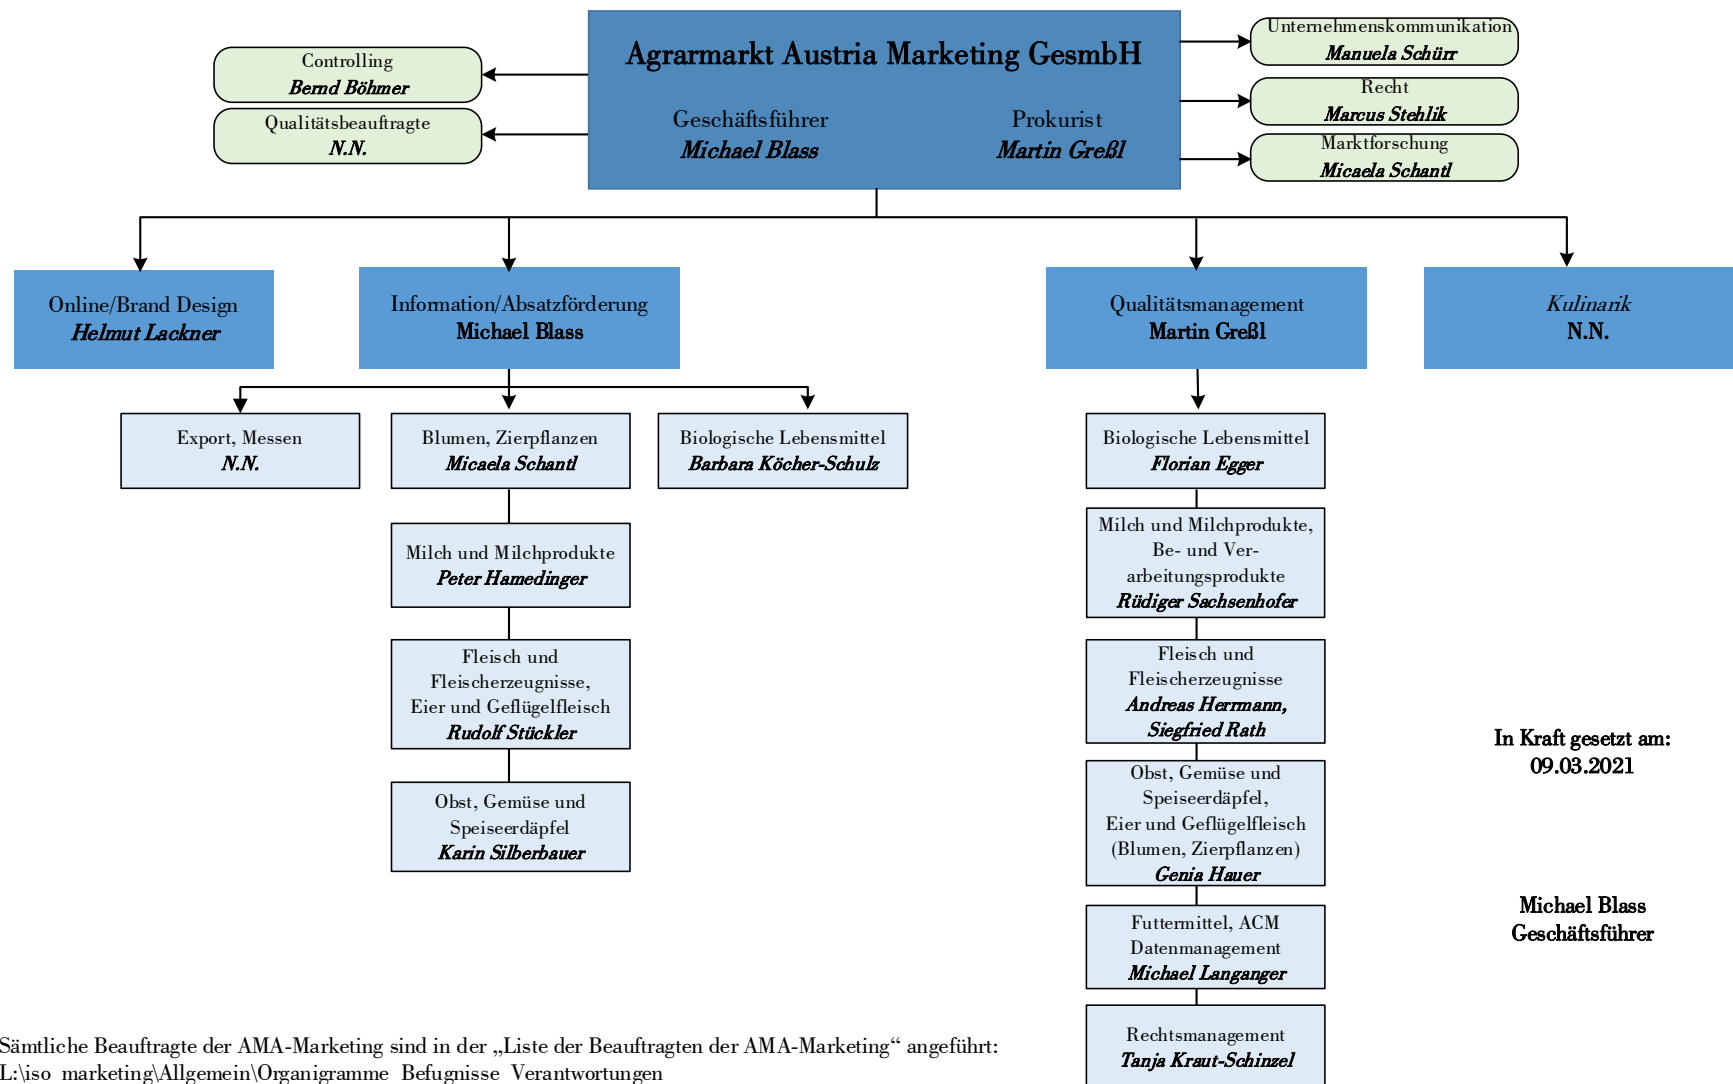 Agrarmarkt Austria Marketing GesmbH
Geschäftsführer
Michael Blass
Prokurist
Martin Greßl
Controlling
Bernd Böhmer
Qualitätsbeauftragte
N.N.
Unternehmenskommunikation
Manuela Schürr
Recht
Marcus Stehlik
Marktforschung
Micaela Schantl
Online/Brand Design
Helmut Lackner
Information/Absatzförderung
Michael Blass
Qualitätsmanagement
Martin Greßl
Kulinarik
N.N.
Export, Messen
N.N.
Blumen, Zierpflanzen
Micaela Schantl
Biologische Lebensmittel
Barbara Köcher-Schulz
Milch und Milchprodukte
Peter Hamedinger
Fleisch und
Fleischerzeugnisse,
Eier und Geflügelfleisch
Rudolf Stückler
Obst, Gemüse und
Speiseerdäpfel
Karin Silberbauer
Biologische Lebensmittel
Florian Egger
Milch und Milchprodukte,
Be- und Ver-
arbeitungsprodukte
Rüdiger Sachsenhofer
Fleisch und
Fleischerzeugnisse
Andreas Herrmann,
Siegfried Rath
Obst, Gemüse und
Speiseerdäpfel,
Eier und Geflügelfleisch
(Blumen, Zierpflanzen)
Genia Hauer
Futtermittel, ACM
Datenmanagement
Michael Langanger
Rechtsmanagement
Tanja Kraut-Schinzel
In Kraft gesetzt am:
09.03.2021
Michael Blass
Geschäftsführer
Sämtliche Beauftragte der AMA-Marketing sind in der „Liste der Beauftragten der AMA-Marketing“ angeführt:
L:\iso_marketing\Allgemein\Organigramme_Befugnisse_Verantwortungen